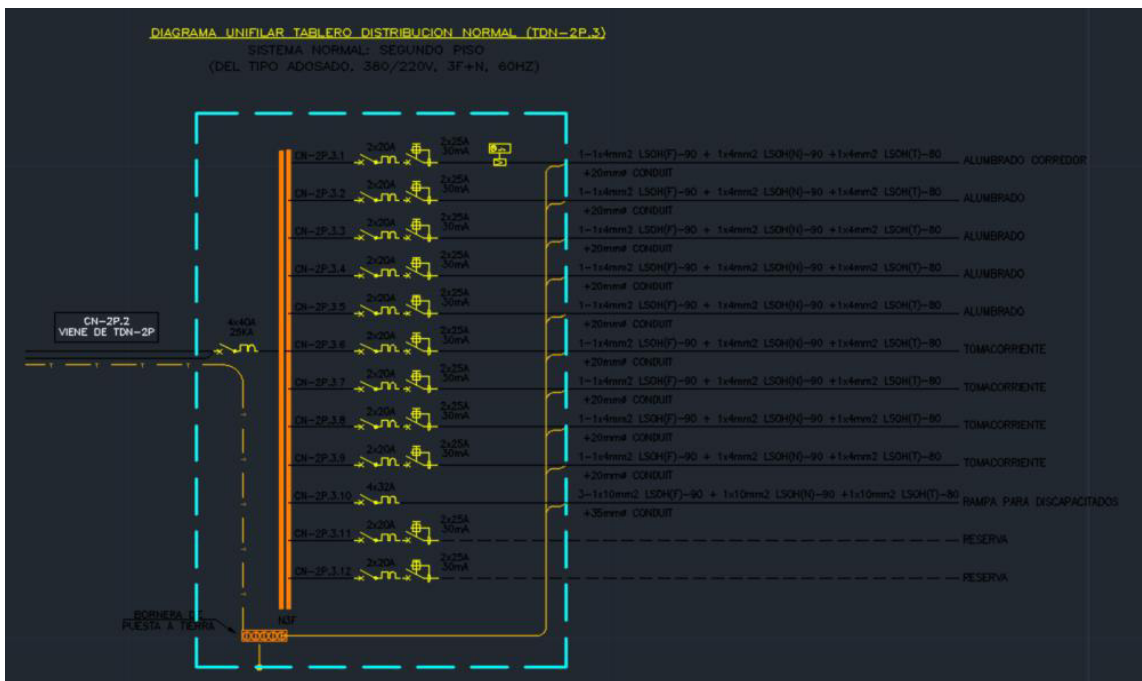 DIAGRAMA UNIFILAR TABLERO DISTRIBUCION NORMAL (TDN-2P.3)
SISTEMA NORMAL: SEGUNDO PISO
(DEL TIPO ADOSADO, 380/220V, 3F+N, 60HZ)
CN-2P.2
VIENE DE TDN-2P
4x40A
25KA
CN-2P.3.1 2x20A 2x25A 30mA 1-1x4mm2 LSOH(F)-90 + 1x4mm2 LSOH(N)-90 +1x4mm2 LSOH(T)-80 ALUMBRADO CORREDOR
+20mmø CONDUIT
CN-2P.3.2 2x20A 2x25A 30mA 1-1x4mm2 LSOH(F)-90 + 1x4mm2 LSOH(N)-90 +1x4mm2 LSOH(T)-80 ALUMBRADO
+20mmø CONDUIT
CN-2P.3.3 2x20A 2x25A 30mA 1-1x4mm2 LSOH(F)-90 + 1x4mm2 LSOH(N)-90 +1x4mm2 LSOH(T)-80 ALUMBRADO
+20mmø CONDUIT
CN-2P.3.4 2x20A 2x25A 30mA 1-1x4mm2 LSOH(F)-90 + 1x4mm2 LSOH(N)-90 +1x4mm2 LSOH(T)-80 ALUMBRADO
+20mmø CONDUIT
CN-2P.3.5 2x20A 2x25A 30mA 1-1x4mm2 LSOH(F)-90 + 1x4mm2 LSOH(N)-90 +1x4mm2 LSOH(T)-80 ALUMBRADO
+20mmø CONDUIT
CN-2P.3.6 2x20A 2x25A 30mA 1-1x4mm2 LSOH(F)-90 + 1x4mm2 LSOH(N)-90 +1x4mm2 LSOH(T)-80 TOMACORRIENTE
+20mmø CONDUIT
CN-2P.3.7 2x20A 2x25A 30mA 1-1x4mm2 LSOH(F)-90 + 1x4mm2 LSOH(N)-90 +1x4mm2 LSOH(T)-80 TOMACORRIENTE
+20mmø CONDUIT
CN-2P.3.8 2x20A 2x25A 30mA 1-1x4mm2 LSOH(F)-90 + 1x4mm2 LSOH(N)-90 +1x4mm2 LSOH(T)-80 TOMACORRIENTE
+20mmø CONDUIT
CN-2P.3.9 2x20A 2x25A 30mA 1-1x4mm2 LSOH(F)-90 + 1x4mm2 LSOH(N)-90 +1x4mm2 LSOH(T)-80 TOMACORRIENTE
+20mmø CONDUIT
CN-2P.3.10 4x32A 3-1x10mm2 LSOH(F)-90 + 1x10mm2 LSOH(N)-90 +1x10mm2 LSOH(T)-80 RAMPA PARA DISCAPACITADOS
+35mmø CONDUIT
CN-2P.3.11 2x20A 2x25A 30mA RESERVA
CN-2P.3.12 2x20A 2x25A 30mA RESERVA
BORNERA DE
PUESTA A TIERRA
N3F
T T